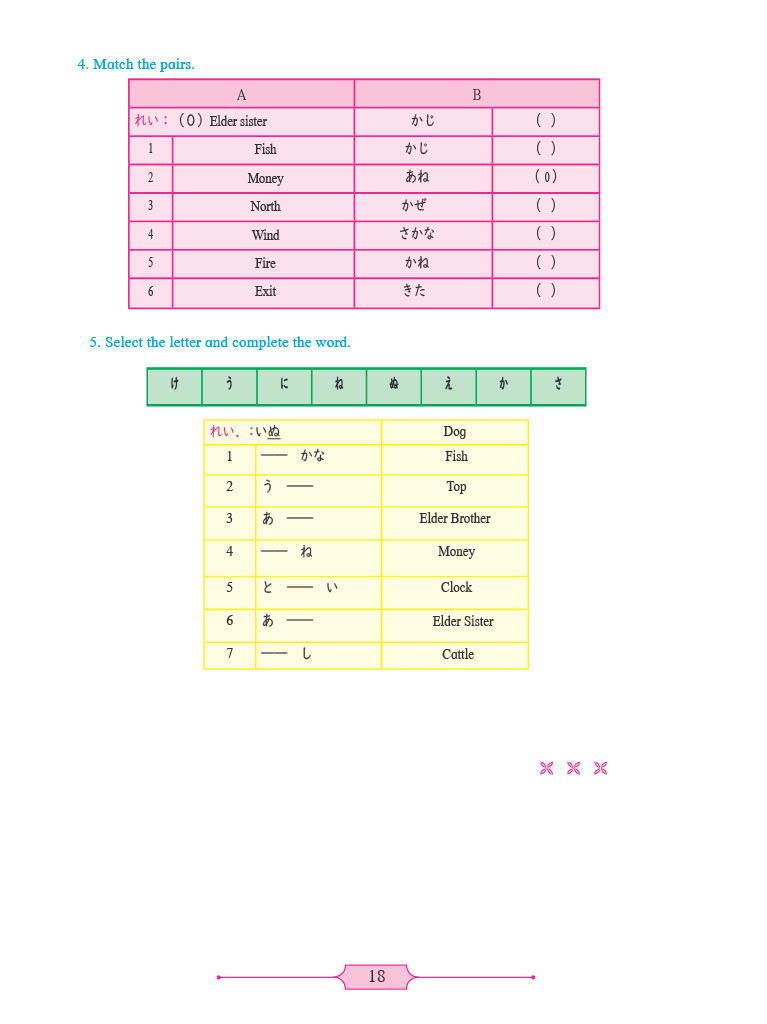 4. Match the pairs.
A B
れい：（0）Elder sister かじ ( )
1 Fish かじ ( )
2 Money あね ( 0 )
3 North かぜ ( )
4 Wind さかな ( )
5 Fire かね ( )
6 Exit きた ( )
5. Select the letter and complete the word.
け う に ね ぬ え か さ
れい．：いぬ Dog
1 —— かな Fish
2 う —— Top
3 あ —— Elder Brother
4 —— ね Money
5 と —— い Clock
6 あ —— Elder Sister
7 —— し Cattle
18